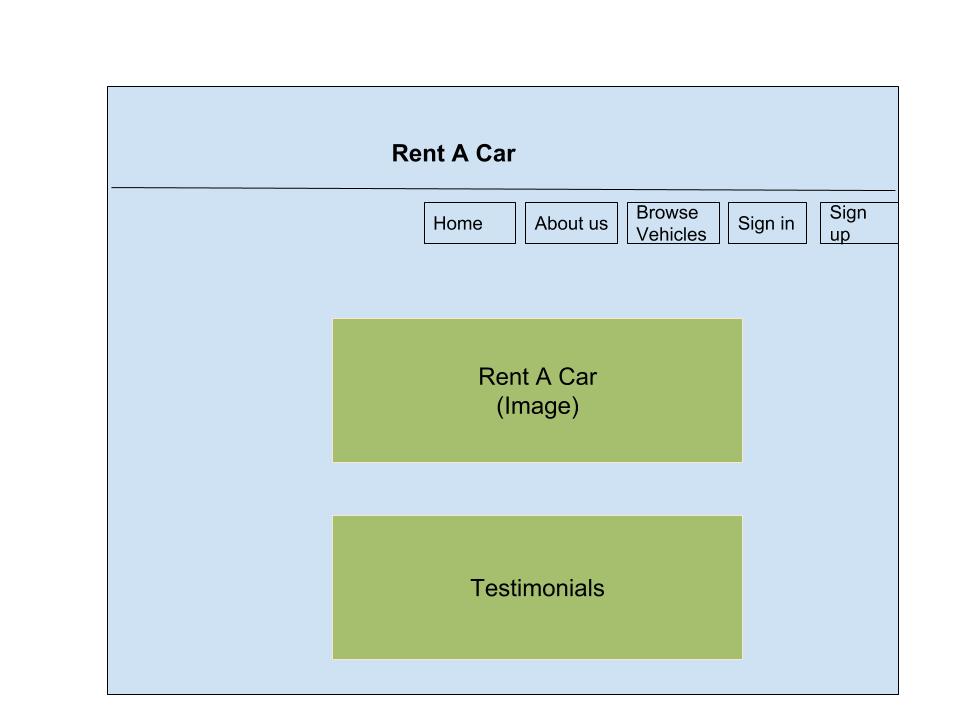 Rent A Car
Home
About us
Browse
Vehicles
Sign in
Sign
up
Rent A Car
(Image)
Testimonials